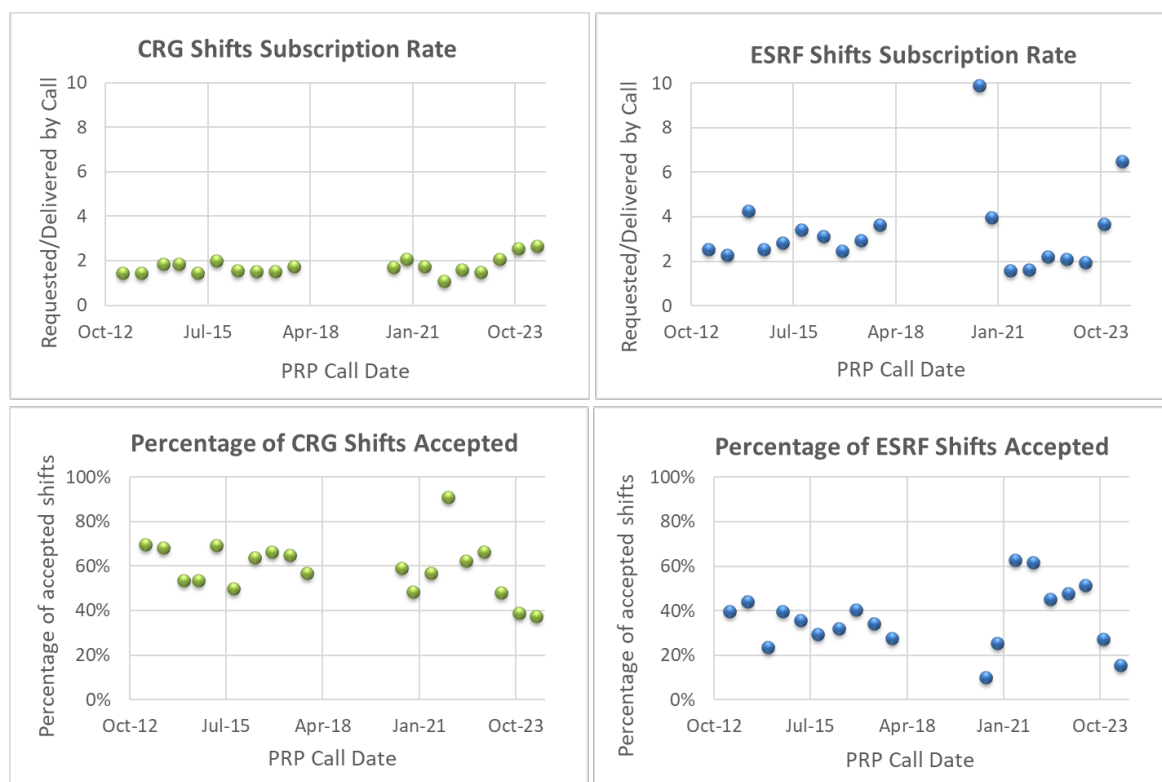 CRG Shifts Subscription Rate
Requested/Delivered by Call
10
8
6
4
2
0
Oct-12 Jul-15 Apr-18 Jan-21 Oct-23
PRP Call Date
ESRF Shifts Subscription Rate
Requested/Delivered by Call
10
8
6
4
2
0
Oct-12 Jul-15 Apr-18 Jan-21 Oct-23
PRP Call Date
Percentage of CRG Shifts Accepted
Percentage of accepted shifts
100%
80%
60%
40%
20%
0%
Oct-12 Jul-15 Apr-18 Jan-21 Oct-23
PRP Call Date
Percentage of ESRF Shifts Accepted
Percentage of accepted shifts
100%
80%
60%
40%
20%
0%
Oct-12 Jul-15 Apr-18 Jan-21 Oct-23
PRP Call Date